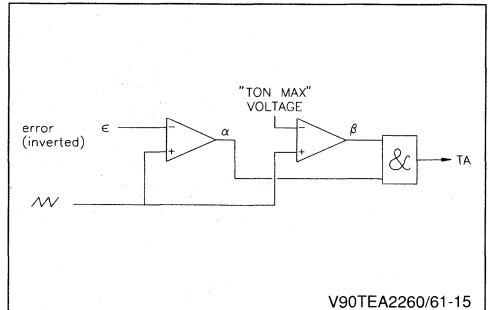 "TON MAX"
VOLTAGE
error
(inverted)
ϵ
-
+
α
-
+
β
&
TA
V90TEA2260/61-15